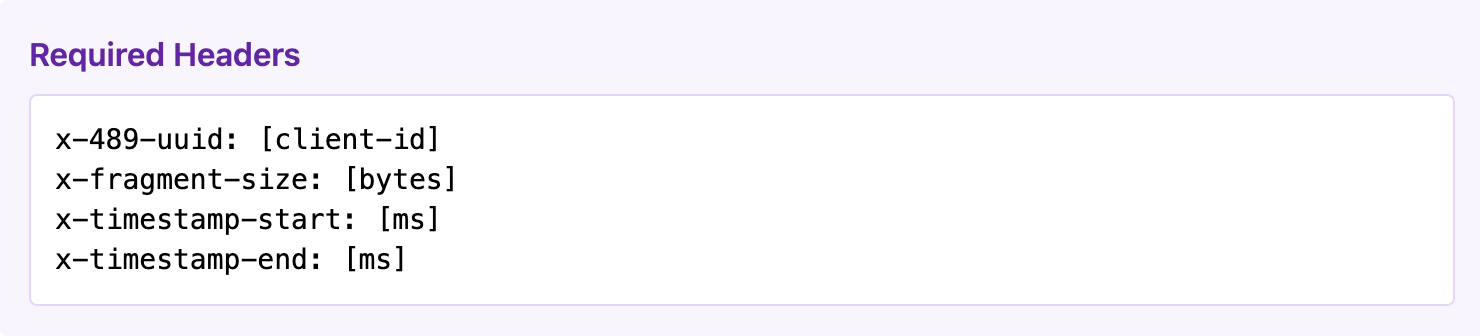 Required Headers
x-489-uuid: [client-id]
x-fragment-size: [bytes]
x-timestamp-start: [ms]
x-timestamp-end: [ms]